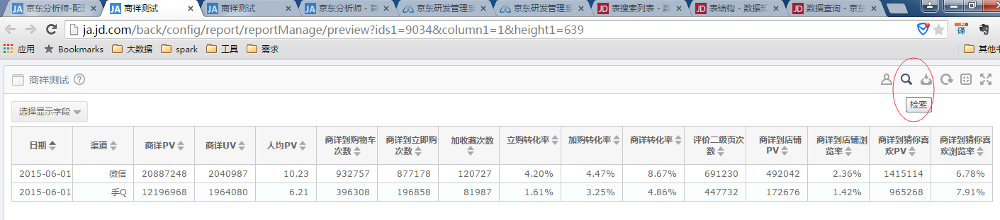 京东分析师-配置
商祥测试
商祥测试
京东分析师 - 首
京东研发管理系
京东研发管理系
表搜索列表 - 数
表结构 - 数据知
数据查询 - 京东
ja.jd.com/back/config/report/reportManage/preview?ids1=9034&column1=1&height1=639
译
应用 Bookmarks 大数据 spark 工具 需求 其他书
商祥测试
检索
选择显示字段
日期 渠道 商详PV 商详UV 人均PV 商详到购物车次数 商详到立即购次数 加收藏次数 立购转化率 加购转化率 商详转化率 评价二级页次数 商详到店铺PV 商详到店铺浏览率 商详到猜你喜欢PV 商详到猜你喜欢浏览率
2015-06-01 微信 20887248 2040987 10.23 932757 877178 120727 4.20% 4.47% 8.67% 691230 492042 2.36% 1415114 6.78%
2015-06-01 手Q 12196968 1964080 6.21 396308 196858 81987 1.61% 3.25% 4.86% 447732 172676 1.42% 965268 7.91%